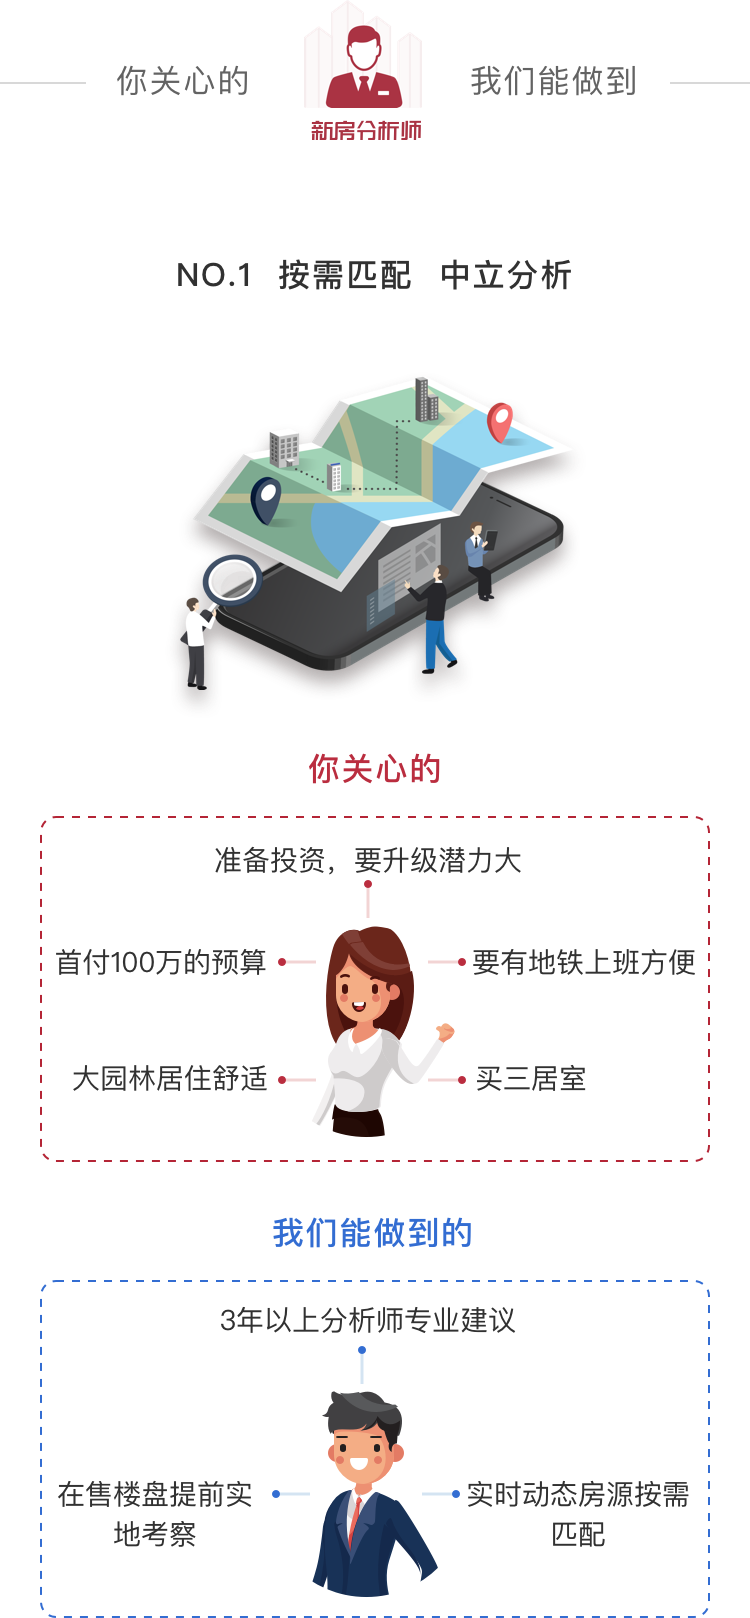 你关心的
我们能做到
新房分析师
NO.1 按需匹配 中立分析
你关心的
准备投资，要升级潜力大
首付100万的预算
要有地铁上班方便
大园林居住舒适
买三居室
我们能做到的
3年以上分析师专业建议
在售楼盘提前实
地考察
实时动态房源按需
匹配